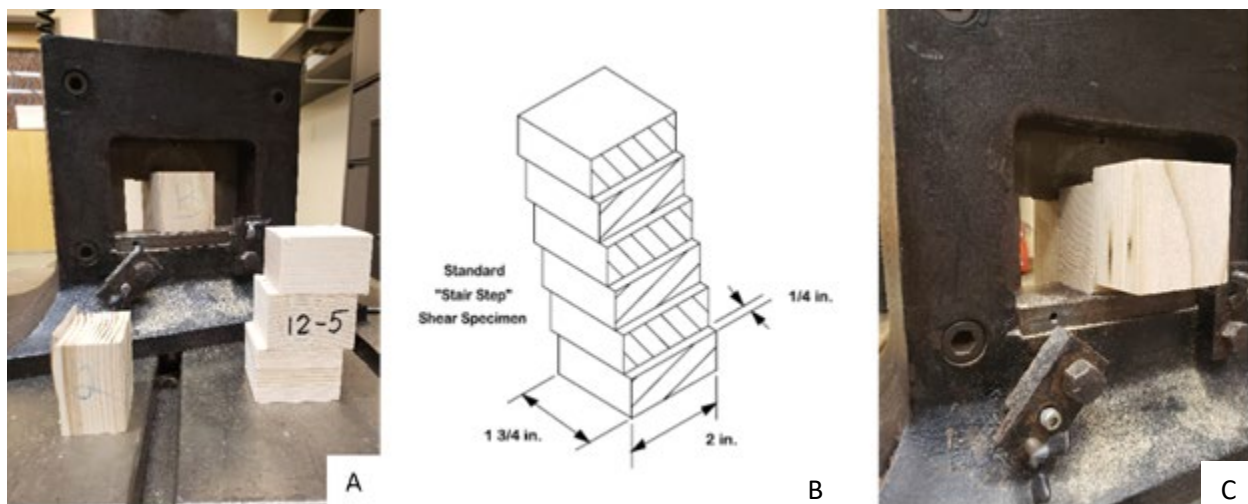 12-5
A
Standard
"Stair Step"
Shear Specimen
1/4 in.
1 3/4 in.
2 in.
B
C